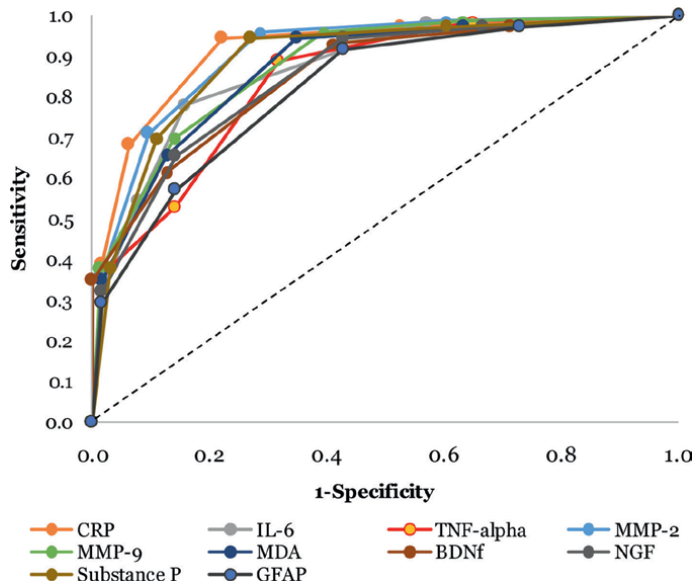 1.0
0.9
0.8
0.7
0.6
0.5
0.4
0.3
0.2
0.1
0.0
Sensitivity
0.0 0.2 0.4 0.6 0.8 1.0
1-Specificity
CRP IL-6 TNF-alpha MMP-2
MMP-9 MDA BDNf NGF
Substance P GFAP